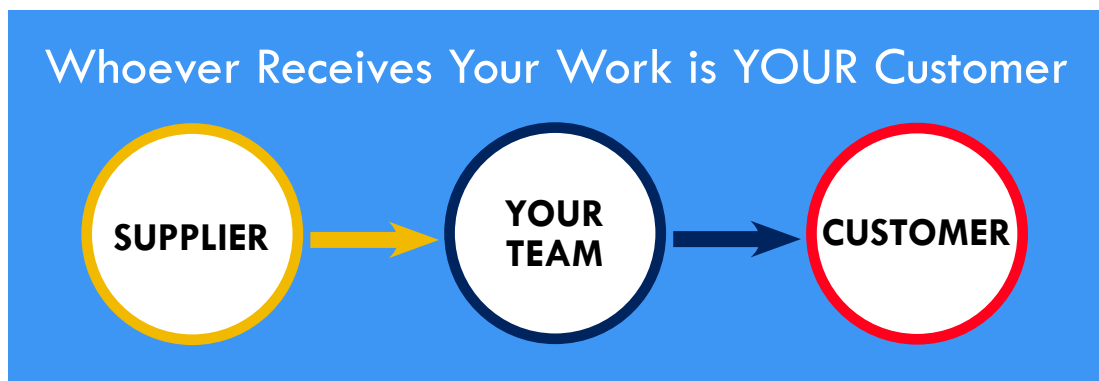 Whoever Receives Your Work is YOUR Customer
SUPPLIER
YOUR
TEAM
CUSTOMER